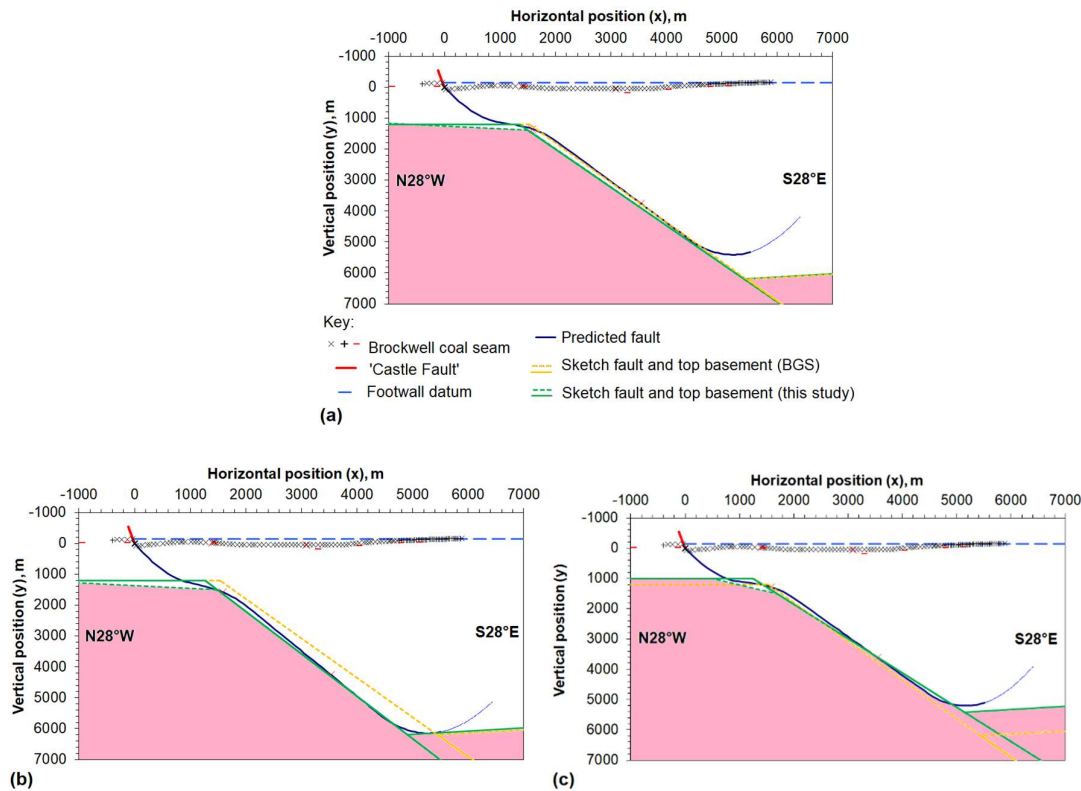 Horizontal position (x), m
-1000 0 1000 2000 3000 4000 5000 6000 7000
Vertical position (y), m
-1000
0
1000
2000
3000
4000
5000
6000
7000
N28°W
S28°E
Key:
× + − Brockwell coal seam
'Castle Fault'
Footwall datum
Predicted fault
Sketch fault and top basement (BGS)
Sketch fault and top basement (this study)
(a)
Horizontal position (x), m
-1000 0 1000 2000 3000 4000 5000 6000 7000
Vertical position (y), m
-1000
0
1000
2000
3000
4000
5000
6000
7000
N28°W
S28°E
(b)
Horizontal position (x), m
-1000 0 1000 2000 3000 4000 5000 6000 7000
Vertical position (y)
-1000
0
1000
2000
3000
4000
5000
6000
7000
N28°W
S28°E
(c)